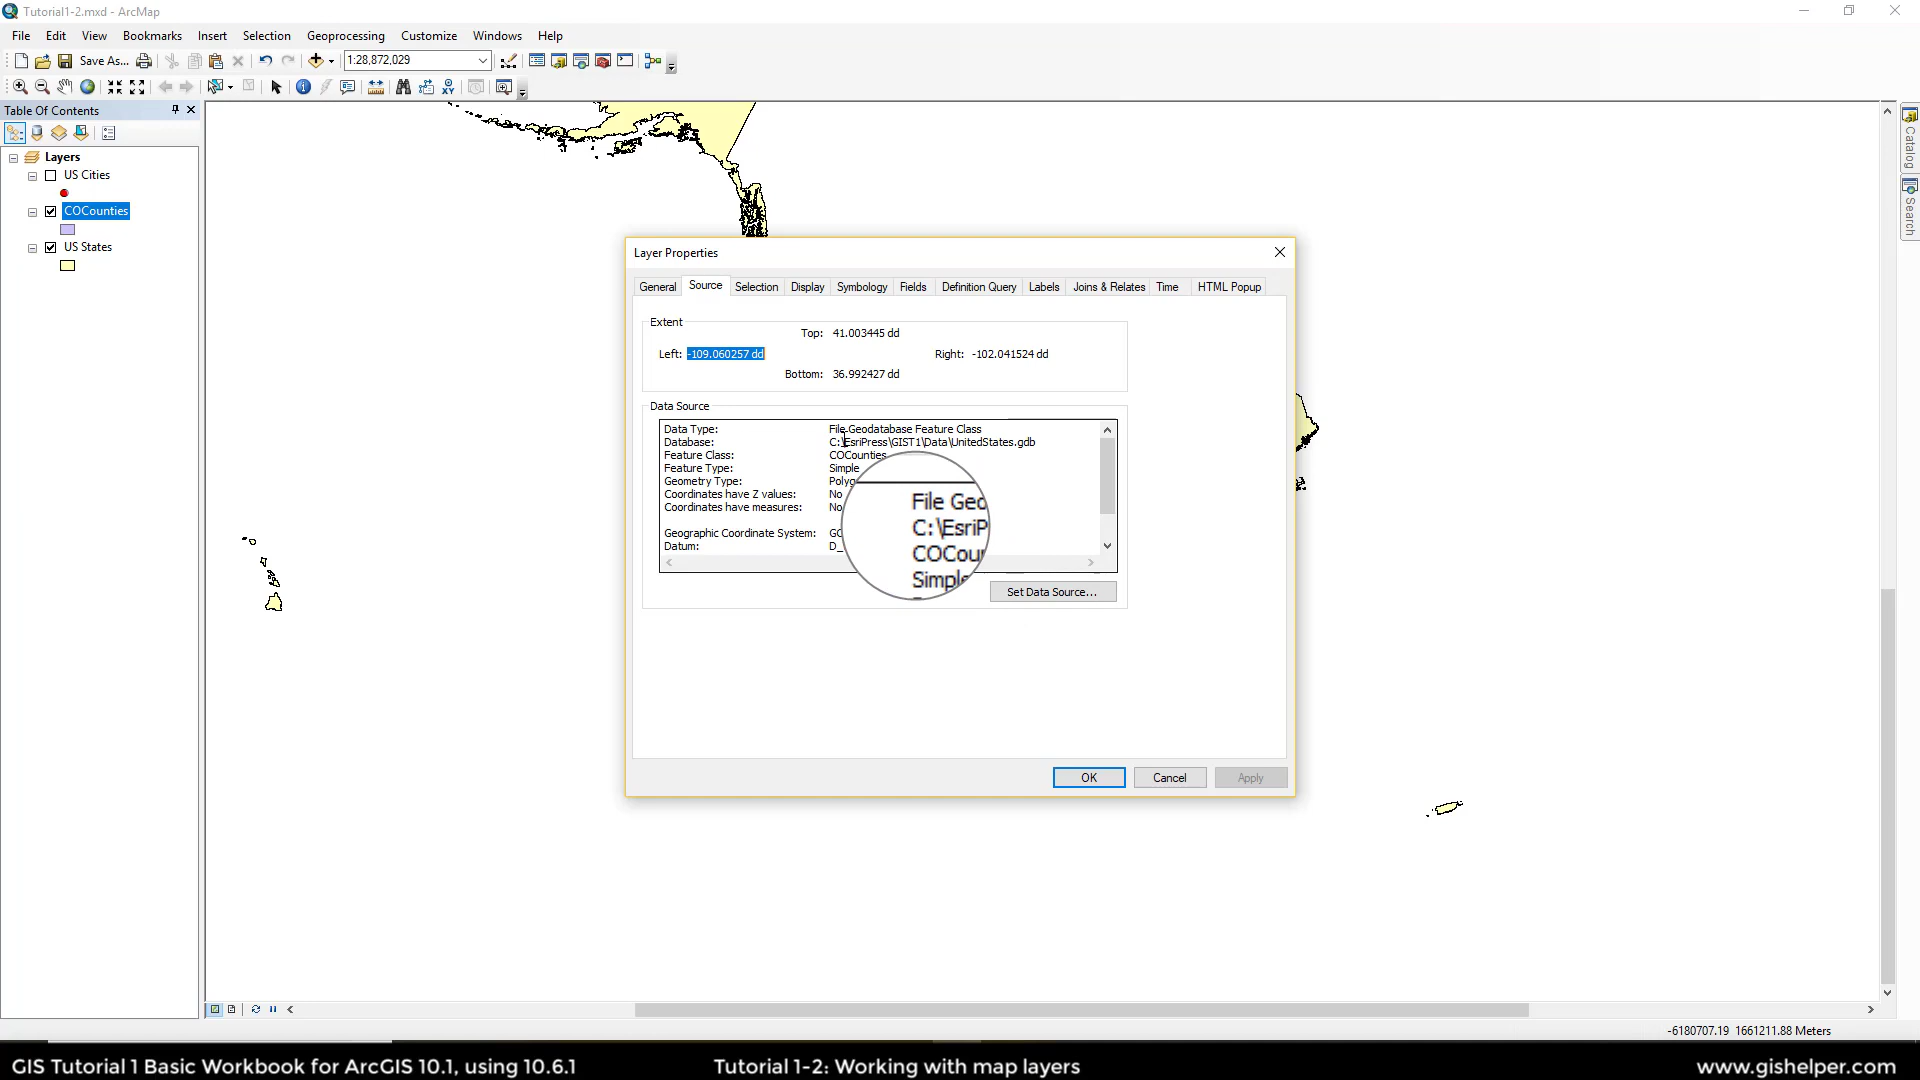 Tutorial1-2.mxd - ArcMap
File Edit View Bookmarks Insert Selection Geoprocessing Customize Windows Help
Save As... 1:28,872,029
Table Of Contents
Layers
US Cities
COCounties
US States
Catalog
Search
Layer Properties
General Source Selection Display Symbology Fields Definition Query Labels Joins & Relates Time HTML Popup
Extent
Top: 41.003445 dd
Left: -109.060257 dd Right: -102.041524 dd
Bottom: 36.992427 dd
Data Source
Data Type: File Geodatabase Feature Class
Database: C:\EsriPress\GIST1\Data\UnitedStates.gdb
Feature Class: COCounties
Feature Type: Simple
Geometry Type:
Coordinates have Z values: No
Coordinates have measures: No
Geographic Coordinate System:
Datum: D_
File Geo
C:\EsriP
COCou
Simple
Set Data Source...
OK Cancel Apply
-6180707.19 1661211.88 Meters
GIS Tutorial 1 Basic Workbook for ArcGIS 10.1, using 10.6.1 Tutorial 1-2: Working with map layers www.gishelper.com